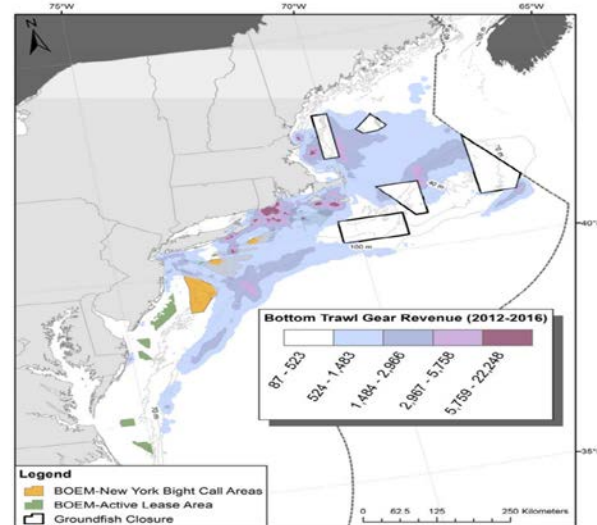 75°W
70°W
65°W
N
40°N
35°N
40 m
100 m
Bottom Trawl Gear Revenue (2012-2016)
87 - 523
524 - 1,483
1,484 - 2,966
2,967 - 5,758
5,759 - 22,248
Legend
BOEM-New York Bight Call Areas
BOEM-Active Lease Area
Groundfish Closure
0 62.5 125 250 Kilometers